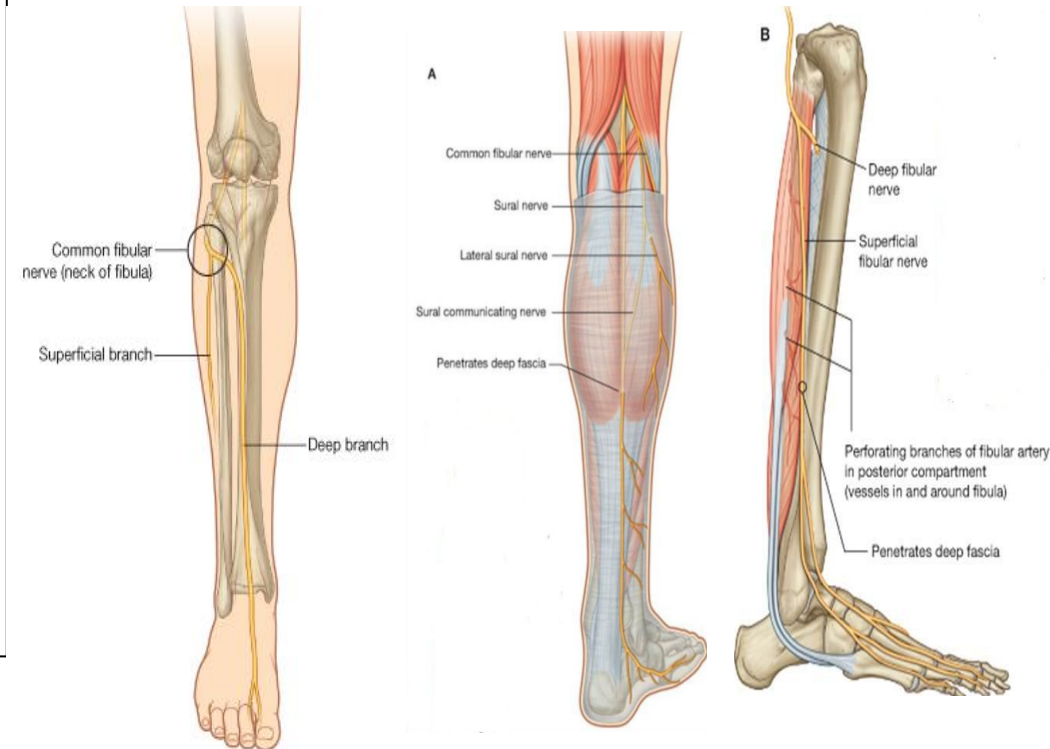 Common fibular
nerve (neck of fibula)
Superficial branch
Deep branch
A
Common fibular nerve
Sural nerve
Lateral sural nerve
Sural communicating nerve
Penetrates deep fascia
B
Deep fibular
nerve
Superficial
fibular nerve
Perforating branches of fibular artery
in posterior compartment
(vessels in and around fibula)
Penetrates deep fascia